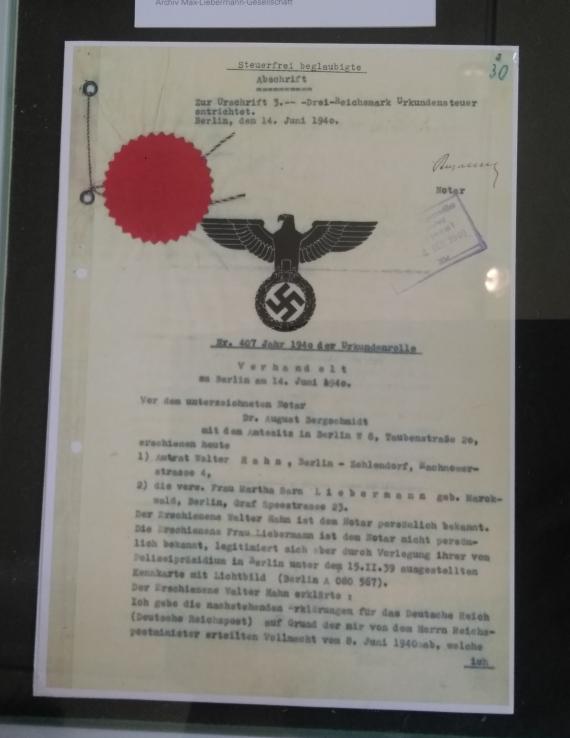 Archiv Max-Liebermann-Gesellschaft
30
Steuerfrei beglaubigte
Abschrift
Zur Urschrift 3.-- -Drei-Reichsmark Urkundensteuer
entrichtet.
Berlin, den 14. Juni 1940.
Notar
Nr. 407 Jahr 1940 der Urkundenrolle
Verhandelt
zu Berlin am 14. Juni 1940.
Vor dem unterzeichneten Notar
Dr. August Bergschmidt
mit dem Amtssitz in Berlin W 8, Taubenstraße 20,
erschienen heute
1) Amtrat Walter Hahn, Berlin - Zehlendorf, Machnower-
strasse 4,
2) die verw. Frau Martha Sara Liebermann geb. Marck-
wald, Berlin, Graf Speestrasse 23.
Der Erschienene Walter Hahn ist dem Notar persönlich bekannt.
Die Erschienene Frau Liebermann ist dem Notar nicht persön-
lich bekannt, legitimiert sich aber durch Vorlegung ihrer vom
Polizeipräsidium in Berlin unter dem 15.II.39 ausgestellten
Kennkarte mit Lichtbild (Berlin A 080 567).
Der Erschienene Walter Hahn erklärte :
Ich gebe die nachstehenden Erklärungen für das Deutsche Reich
(Deutsche Reichspost) auf Grund der mir von dem Herrn Reichs-
postminister erteilten Vollmacht vom 8. Juni 1940 ab, welche
ich